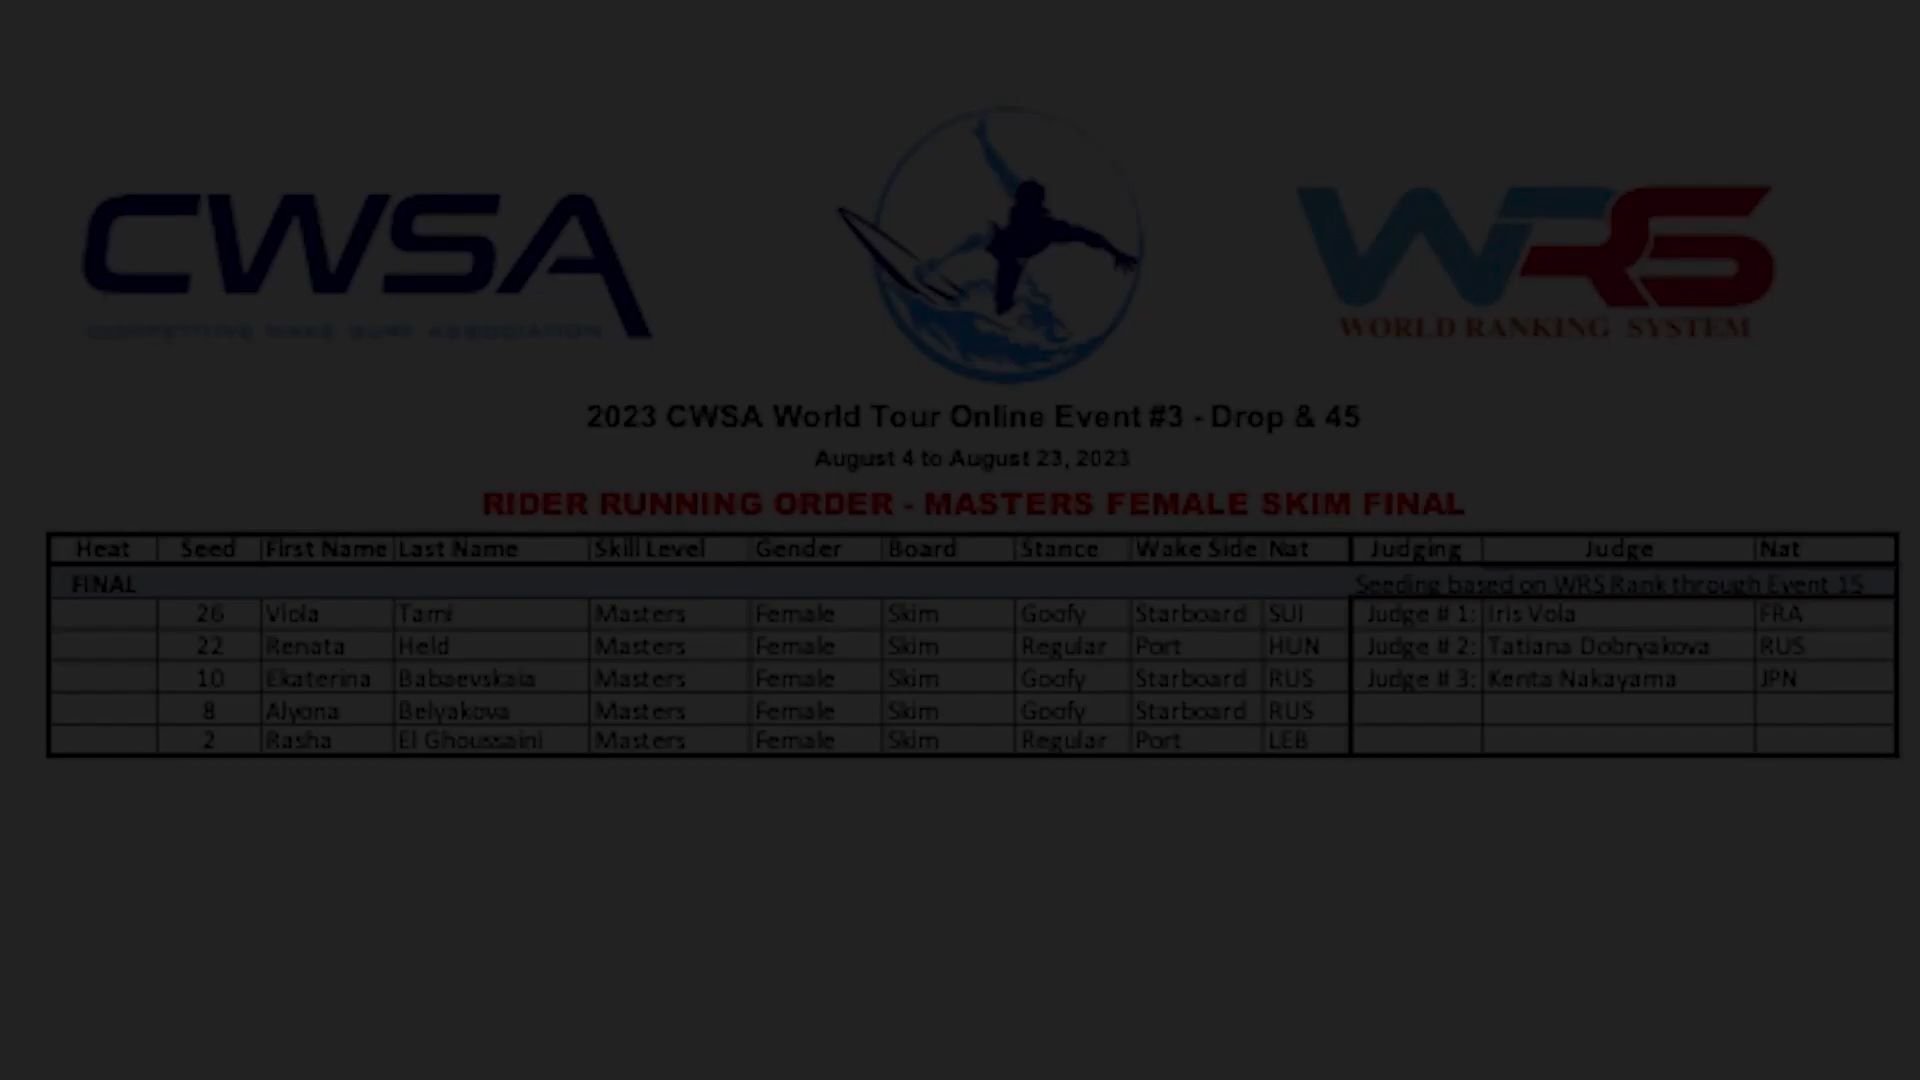 CWSA
COMPETITIVE WAKE SURF ASSOCIATION
WRS
WORLD RANKING SYSTEM
2023 CWSA World Tour Online Event #3 - Drop & 45
August 4 to August 23, 2023
RIDER RUNNING ORDER - MASTERS FEMALE SKIM FINAL
Heat Seed First Name Last Name Skill Level Gender Board Stance Wake Side Nat Judging Judge Nat
FINAL Seeding based on WRS Rank through Event 15
26 Viola Tami Masters Female Skim Goofy Starboard SUI Judge # 1: Iris Vola FRA
22 Renata Held Masters Female Skim Regular Port HUN Judge # 2: Tatiana Dobryakova RUS
10 Ekaterina Babaevskaia Masters Female Skim Goofy Starboard RUS Judge # 3: Kenta Nakayama JPN
8 Alyona Belyakova Masters Female Skim Goofy Starboard RUS
2 Rasha El Ghoussaini Masters Female Skim Regular Port LEB